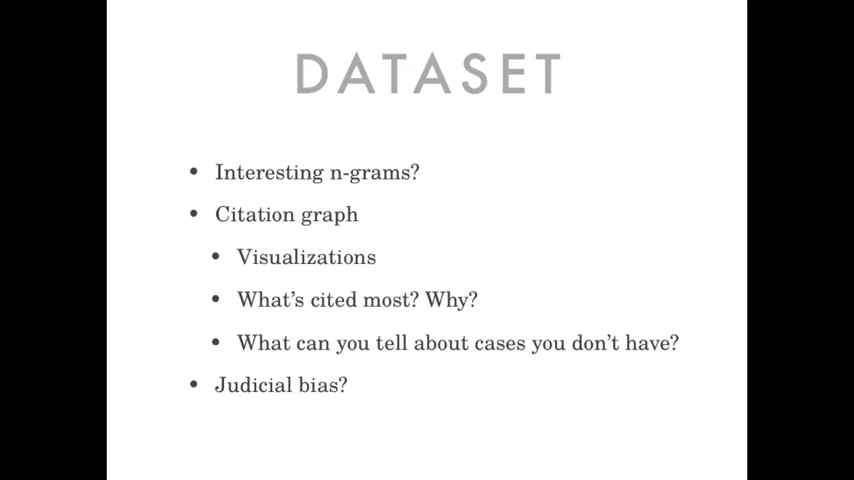 DATASET
• Interesting n-grams?
• Citation graph
• Visualizations
• What's cited most? Why?
• What can you tell about cases you don't have?
• Judicial bias?